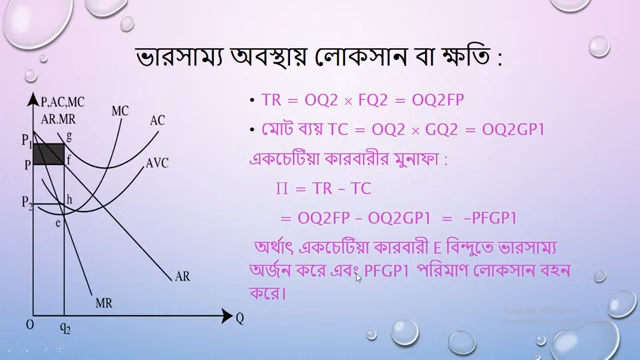 ভারসাম্য অবস্থায় লোকসান বা ক্ষতি :
P,AC,MC
AR.MR
MC
AC
P1
g
P
f
AVC
P2
h
e
AR
MR
O
q2
Q
• TR = OQ2 × FQ2 = OQ2FP
• মোট ব্যয় TC = OQ2 × GQ2 = OQ2GP1
একচেটিয়া কারবারীর মুনাফা :
Π = TR – TC
= OQ2FP – OQ2GP1 = –PFGP1
অর্থাৎ একচেটিয়া কারবারী E বিন্দুতে ভারসাম্য
অর্জন করে এবং PFGP1 পরিমাণ লোকসান বহন
করে।